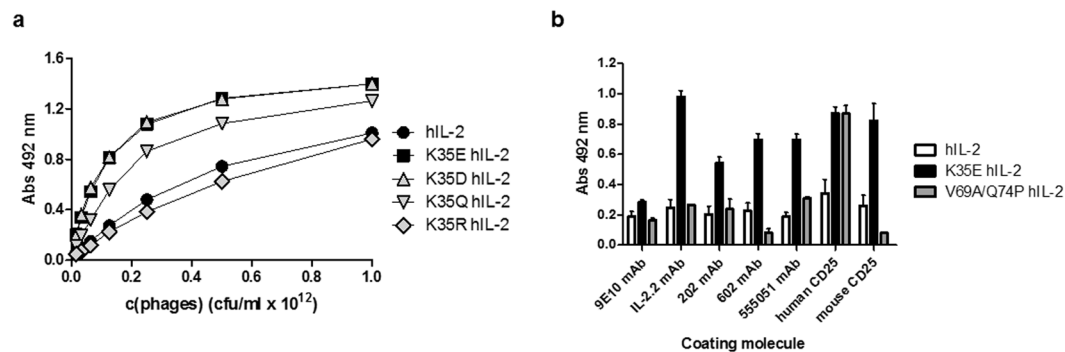 a
1.6
1.2
0.8
0.4
0.0
Abs 492 nm
0.0 0.2 0.4 0.6 0.8 1.0
c(phages) (cfu/ml x 10¹²)
hIL-2
K35E hIL-2
K35D hIL-2
K35Q hIL-2
K35R hIL-2
b
1.2
1.0
0.8
0.6
0.4
0.2
0.0
Abs 492 nm
9E10 mAb
IL-2.2 mAb
202 mAb
602 mAb
555051 mAb
human CD25
mouse CD25
Coating molecule
hIL-2
K35E hIL-2
V69A/Q74P hIL-2